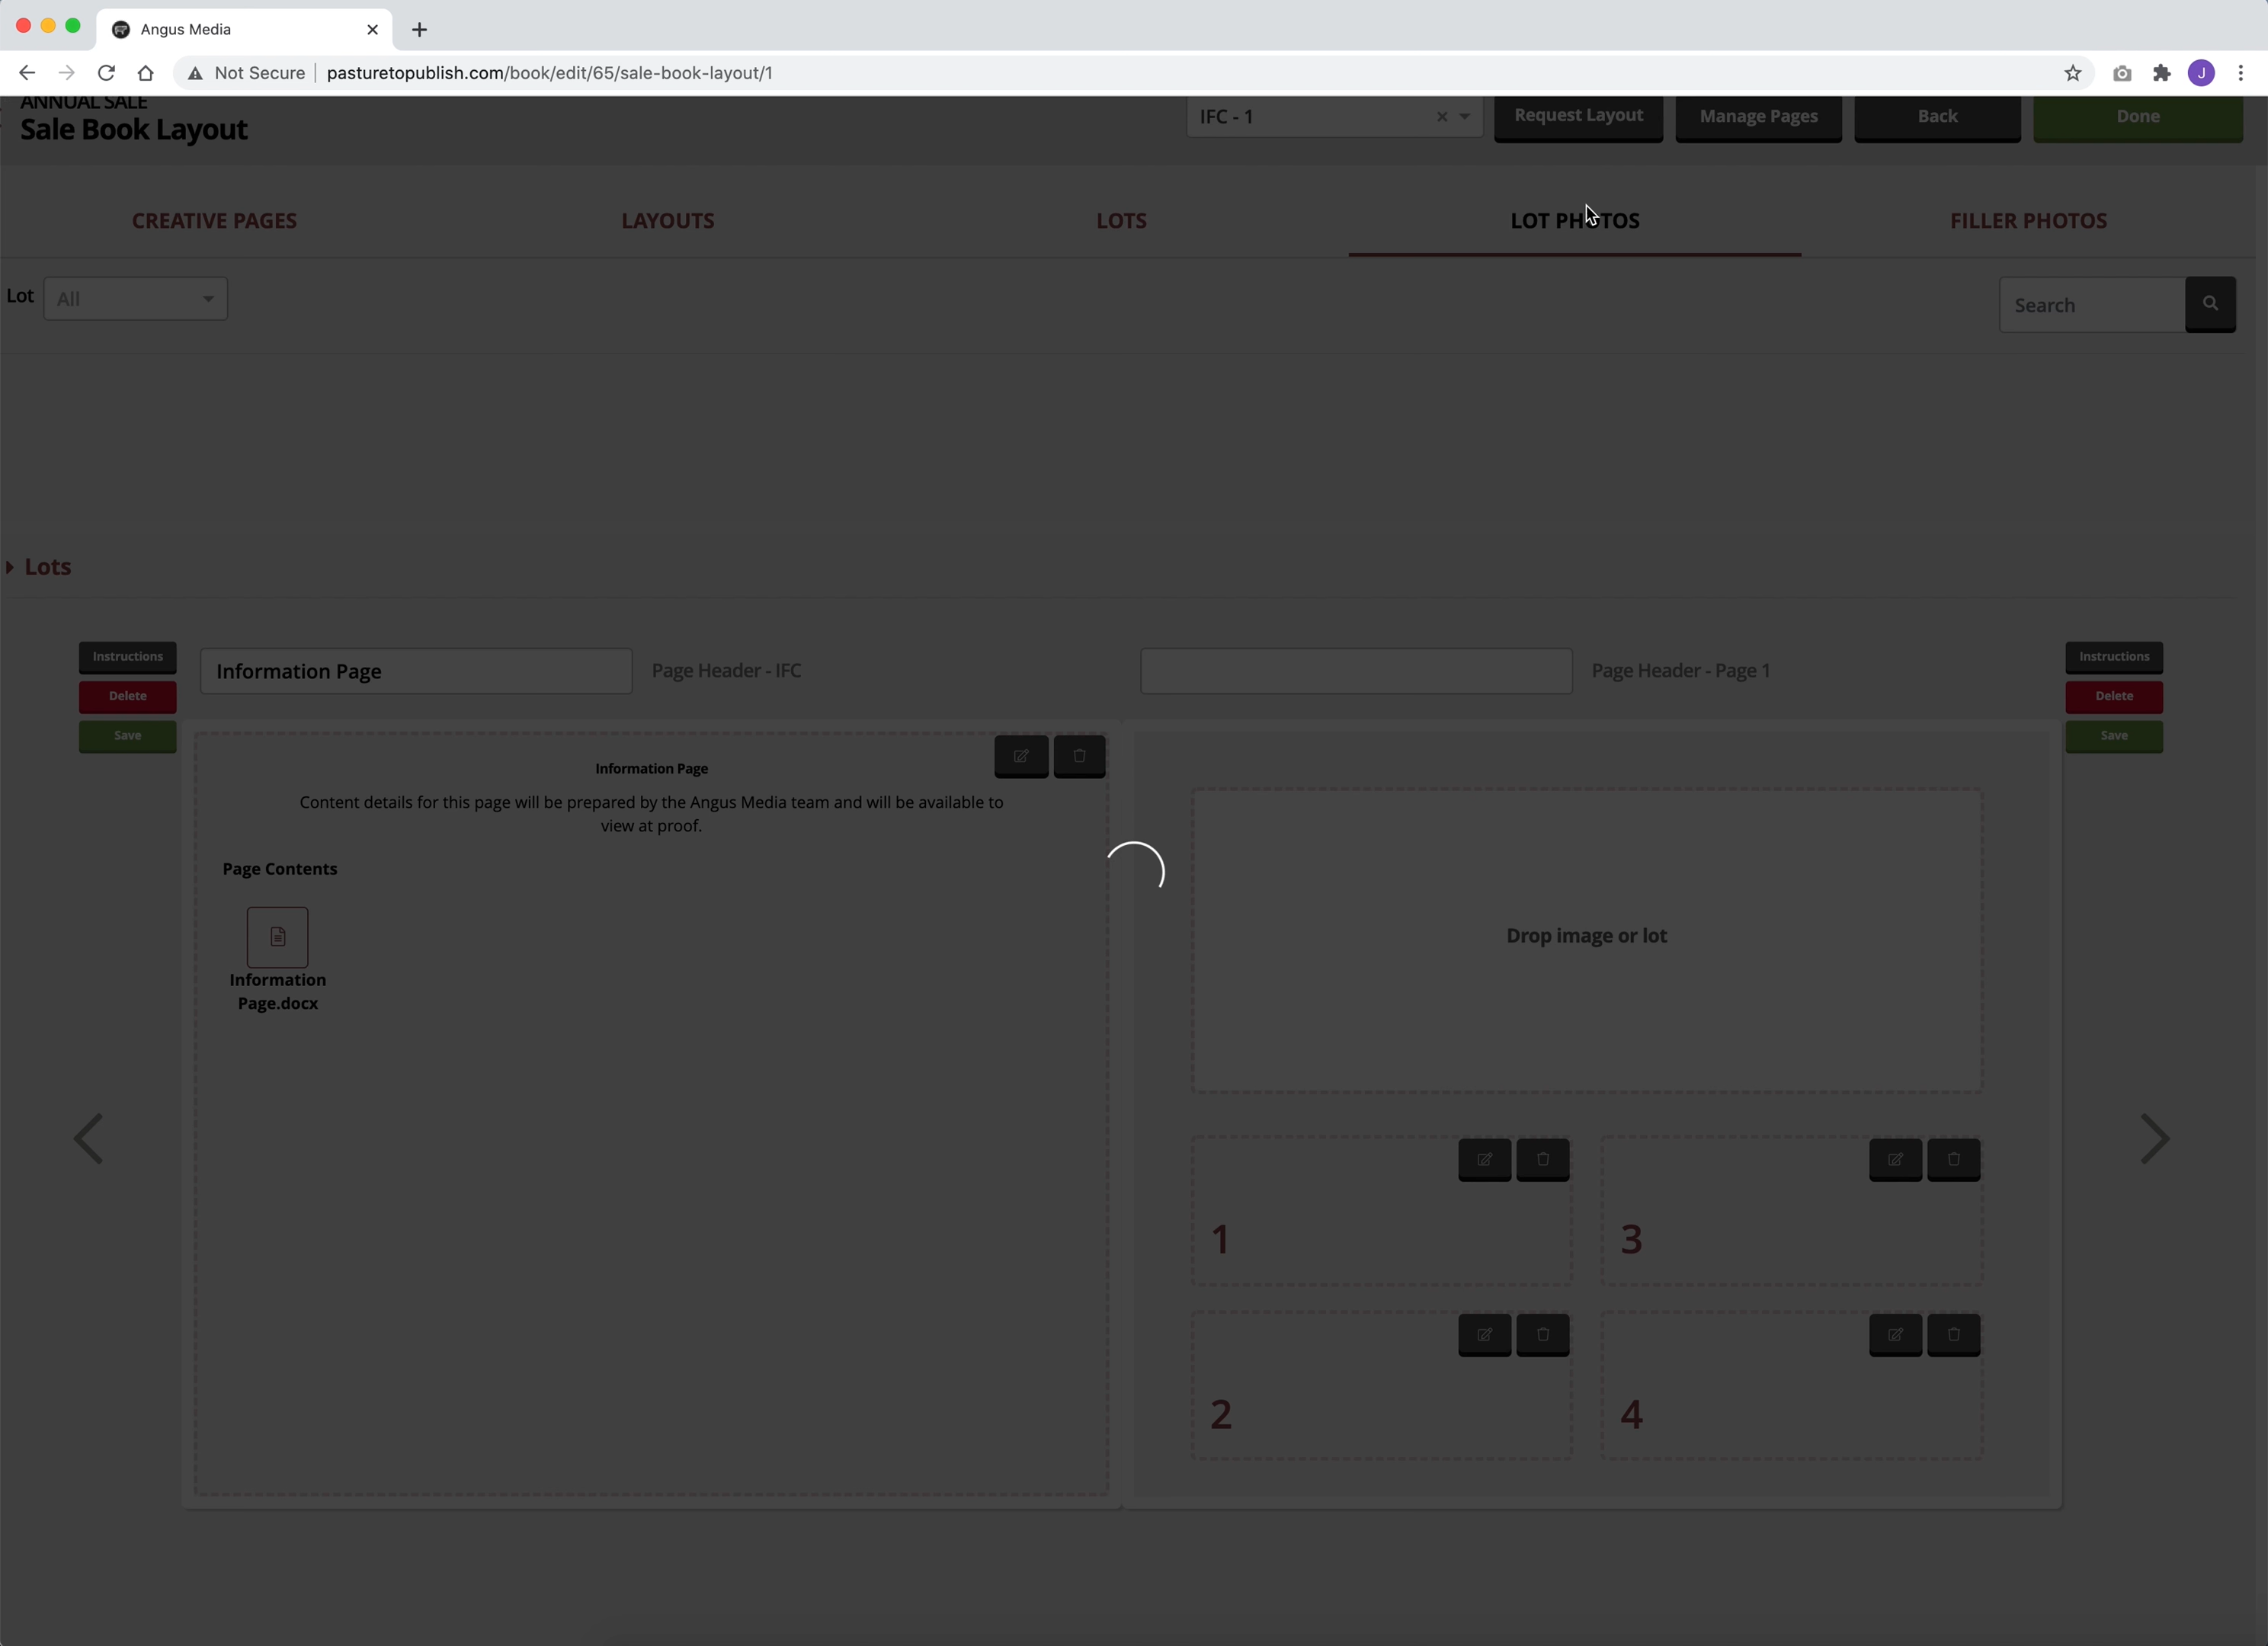 Angus Media
Not Secure
pasturetopublish.com/book/edit/65/sale-book-layout/1
J
ANNUAL SALE
Sale Book Layout
IFC - 1
Request Layout
Manage Pages
Back
Done
CREATIVE PAGES
LAYOUTS
LOTS
LOT PHOTOS
FILLER PHOTOS
Lot
All
Search
Lots
Instructions
Delete
Save
Information Page
Page Header - IFC
Page Header - Page 1
Instructions
Delete
Save
Information Page
Content details for this page will be prepared by the Angus Media team and will be available to
view at proof.
Page Contents
Information
Page.docx
Drop image or lot
1
3
2
4